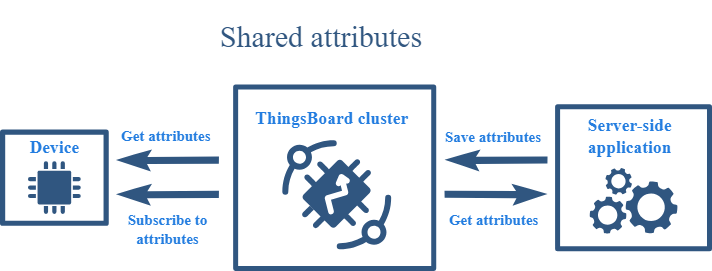 Shared attributes
Device
Get attributes
Subscribe to
attributes
ThingsBoard cluster
Save attributes
Get attributes
Server-side
application